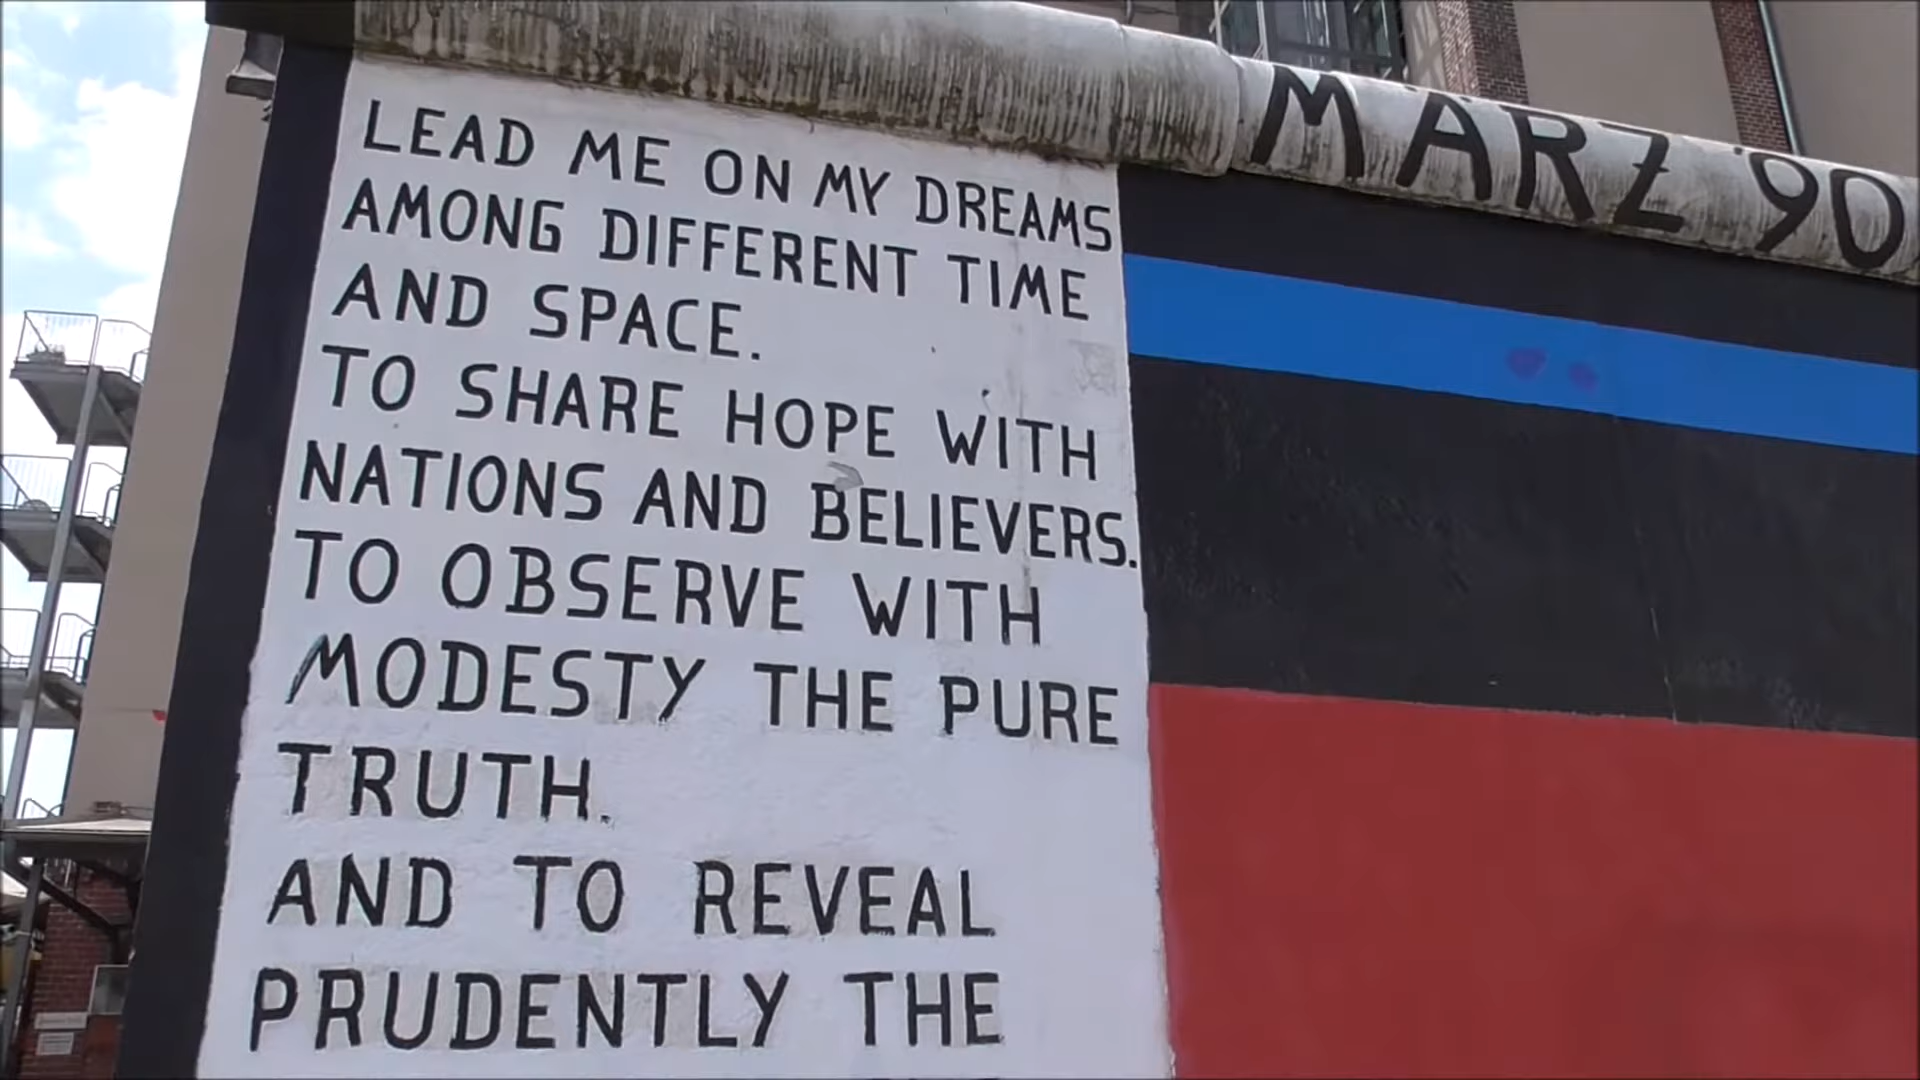 LEAD ME ON MY DREAMS
AMONG DIFFERENT TIME
AND SPACE.
TO SHARE HOPE WITH
NATIONS AND BELIEVERS.
TO OBSERVE WITH
MODESTY THE PURE
TRUTH.
AND TO REVEAL
PRUDENTLY THE
MÄRZ '90